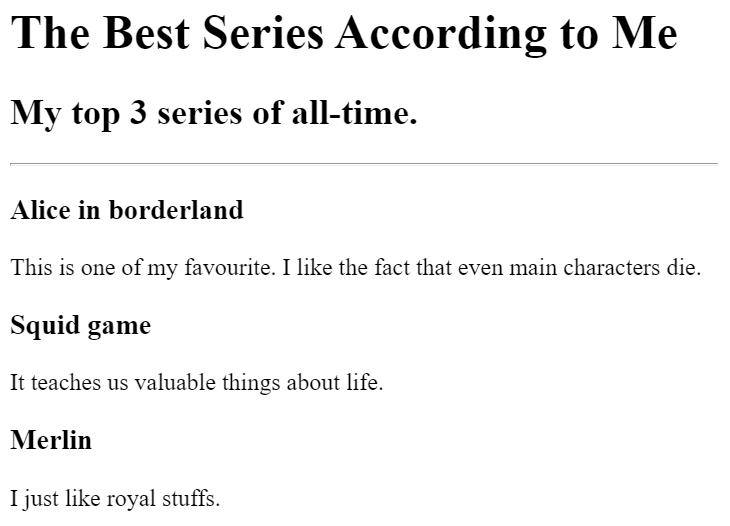 The Best Series According to Me
My top 3 series of all-time.
Alice in borderland
This is one of my favourite. I like the fact that even main characters die.
Squid game
It teaches us valuable things about life.
Merlin
I just like royal stuffs.